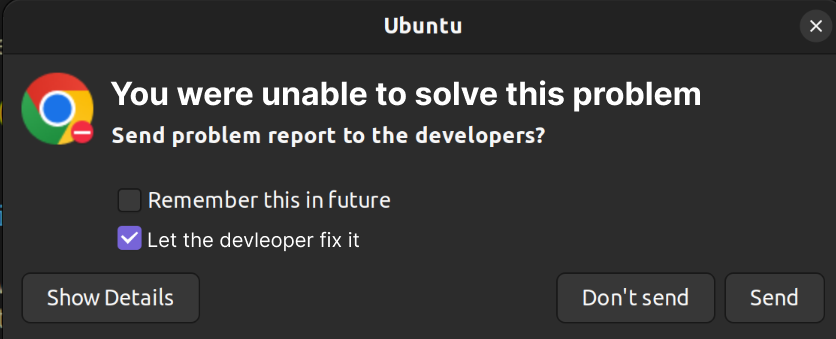 Ubuntu
You were unable to solve this problem
Send problem report to the developers?
Remember this in future
Let the devleoper fix it
Show Details Don't send Send